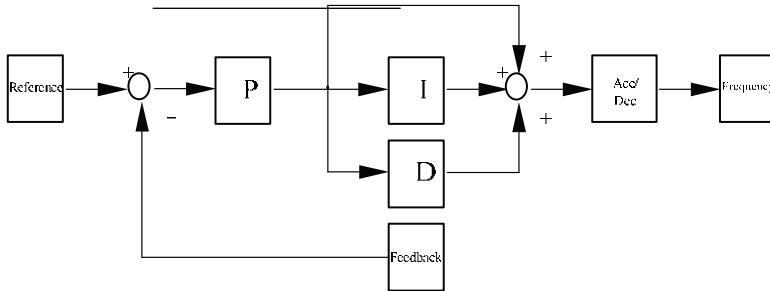 +
+
+
Reference
P
I
Acc/
Dec
Frequency
−
+
D
Feedback